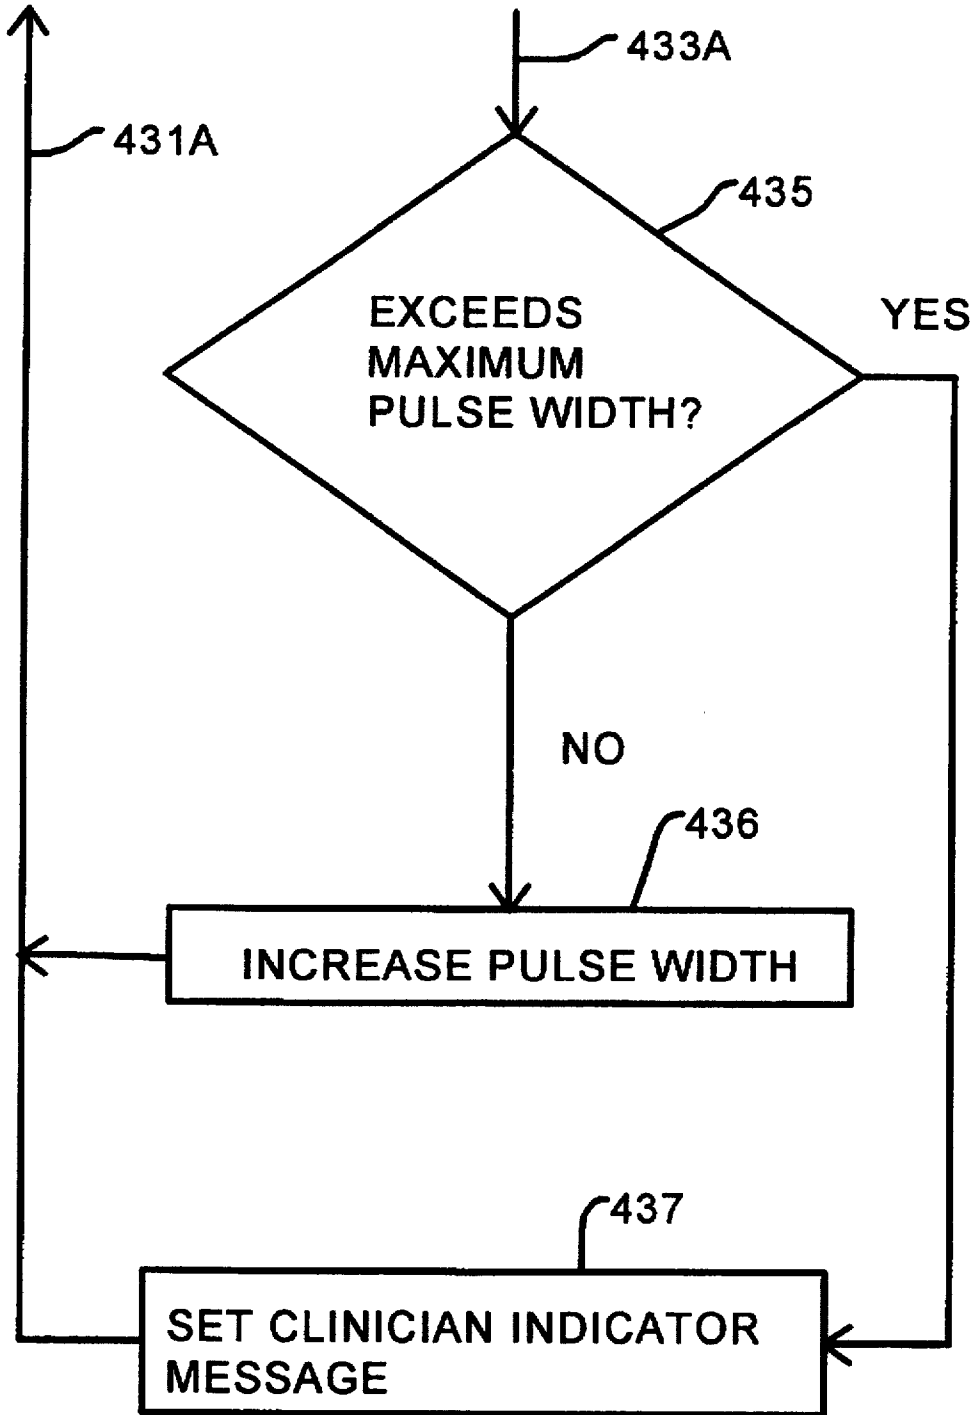 433A
431A
435
EXCEEDS
MAXIMUM
PULSE WIDTH?
YES
NO
436
INCREASE PULSE WIDTH
437
SET CLINICIAN INDICATOR
MESSAGE